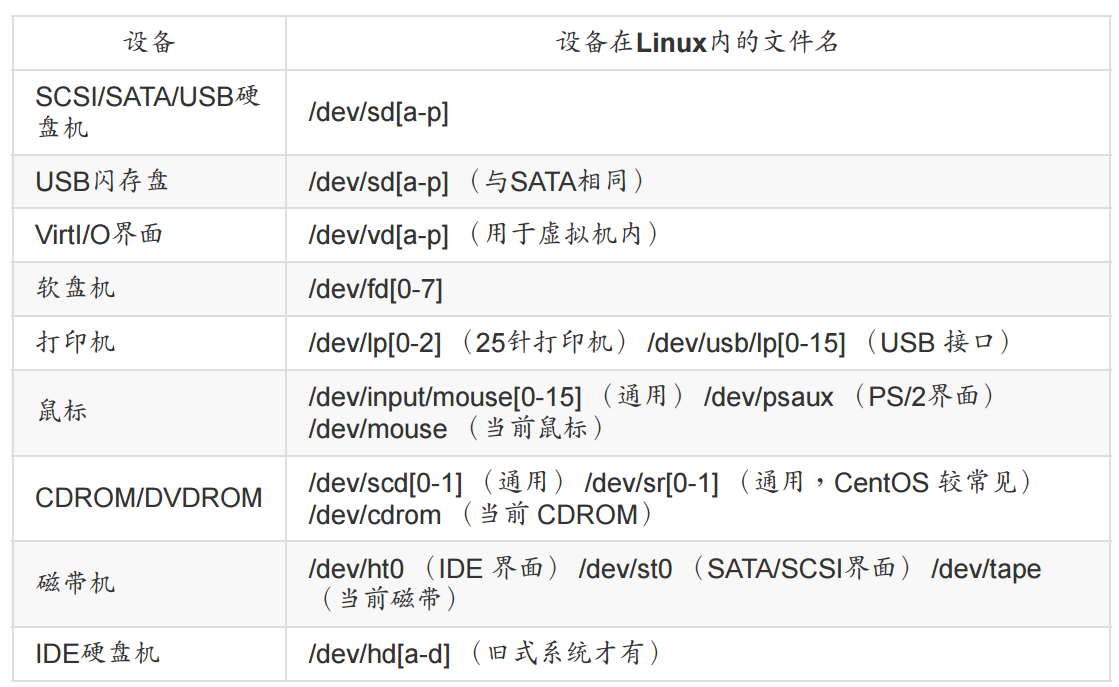 设备 设备在Linux内的文件名
SCSI/SATA/USB硬
盘机
/dev/sd[a-p]
USB闪存盘 /dev/sd[a-p] （与SATA相同）
VirtI/O界面 /dev/vd[a-p] （用于虚拟机内）
软盘机 /dev/fd[0-7]
打印机 /dev/lp[0-2] （25针打印机） /dev/usb/lp[0-15] （USB 接口）
鼠标
/dev/input/mouse[0-15] （通用） /dev/psaux （PS/2界面）
/dev/mouse （当前鼠标）
CDROM/DVDROM
/dev/scd[0-1] （通用） /dev/sr[0-1] （通用，CentOS 较常见）
/dev/cdrom （当前 CDROM）
磁带机
/dev/ht0 （IDE 界面） /dev/st0 （SATA/SCSI界面） /dev/tape
（当前磁带）
IDE硬盘机 /dev/hd[a-d] （旧式系统才有）